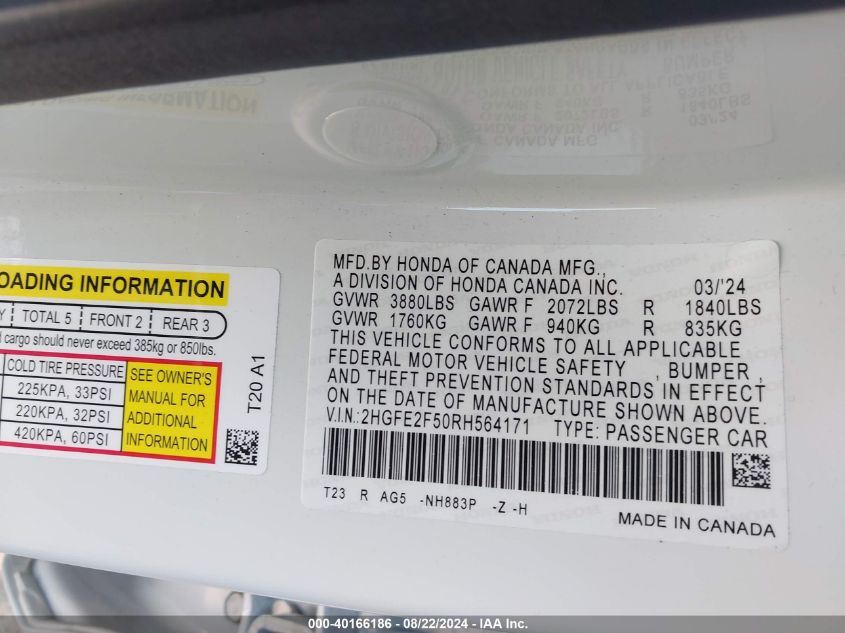 OADING INFORMATION
Y TOTAL 5 FRONT 2 REAR 3
cargo should never exceed 385kg or 850lbs.
COLD TIRE PRESSURE
225KPA, 33PSI
220KPA, 32PSI
420KPA, 60PSI
SEE OWNER'S
MANUAL FOR
ADDITIONAL
INFORMATION
T20 A1
MFD.BY HONDA OF CANADA MFG.,
A DIVISION OF HONDA CANADA INC. 03/'24
GVWR 3880LBS GAWR F 2072LBS R 1840LBS
GVWR 1760KG GAWR F 940KG R 835KG
THIS VEHICLE CONFORMS TO ALL APPLICABLE
FEDERAL MOTOR VEHICLE SAFETY , BUMPER ,
AND THEFT PREVENTION STANDARDS IN EFFECT
ON THE DATE OF MANUFACTURE SHOWN ABOVE.
V.I.N.:2HGFE2F50RH564171 TYPE: PASSENGER CAR
T23 R AG5 -NH883P -Z -H
MADE IN CANADA
000-40166186 - 08/22/2024 - IAA Inc.